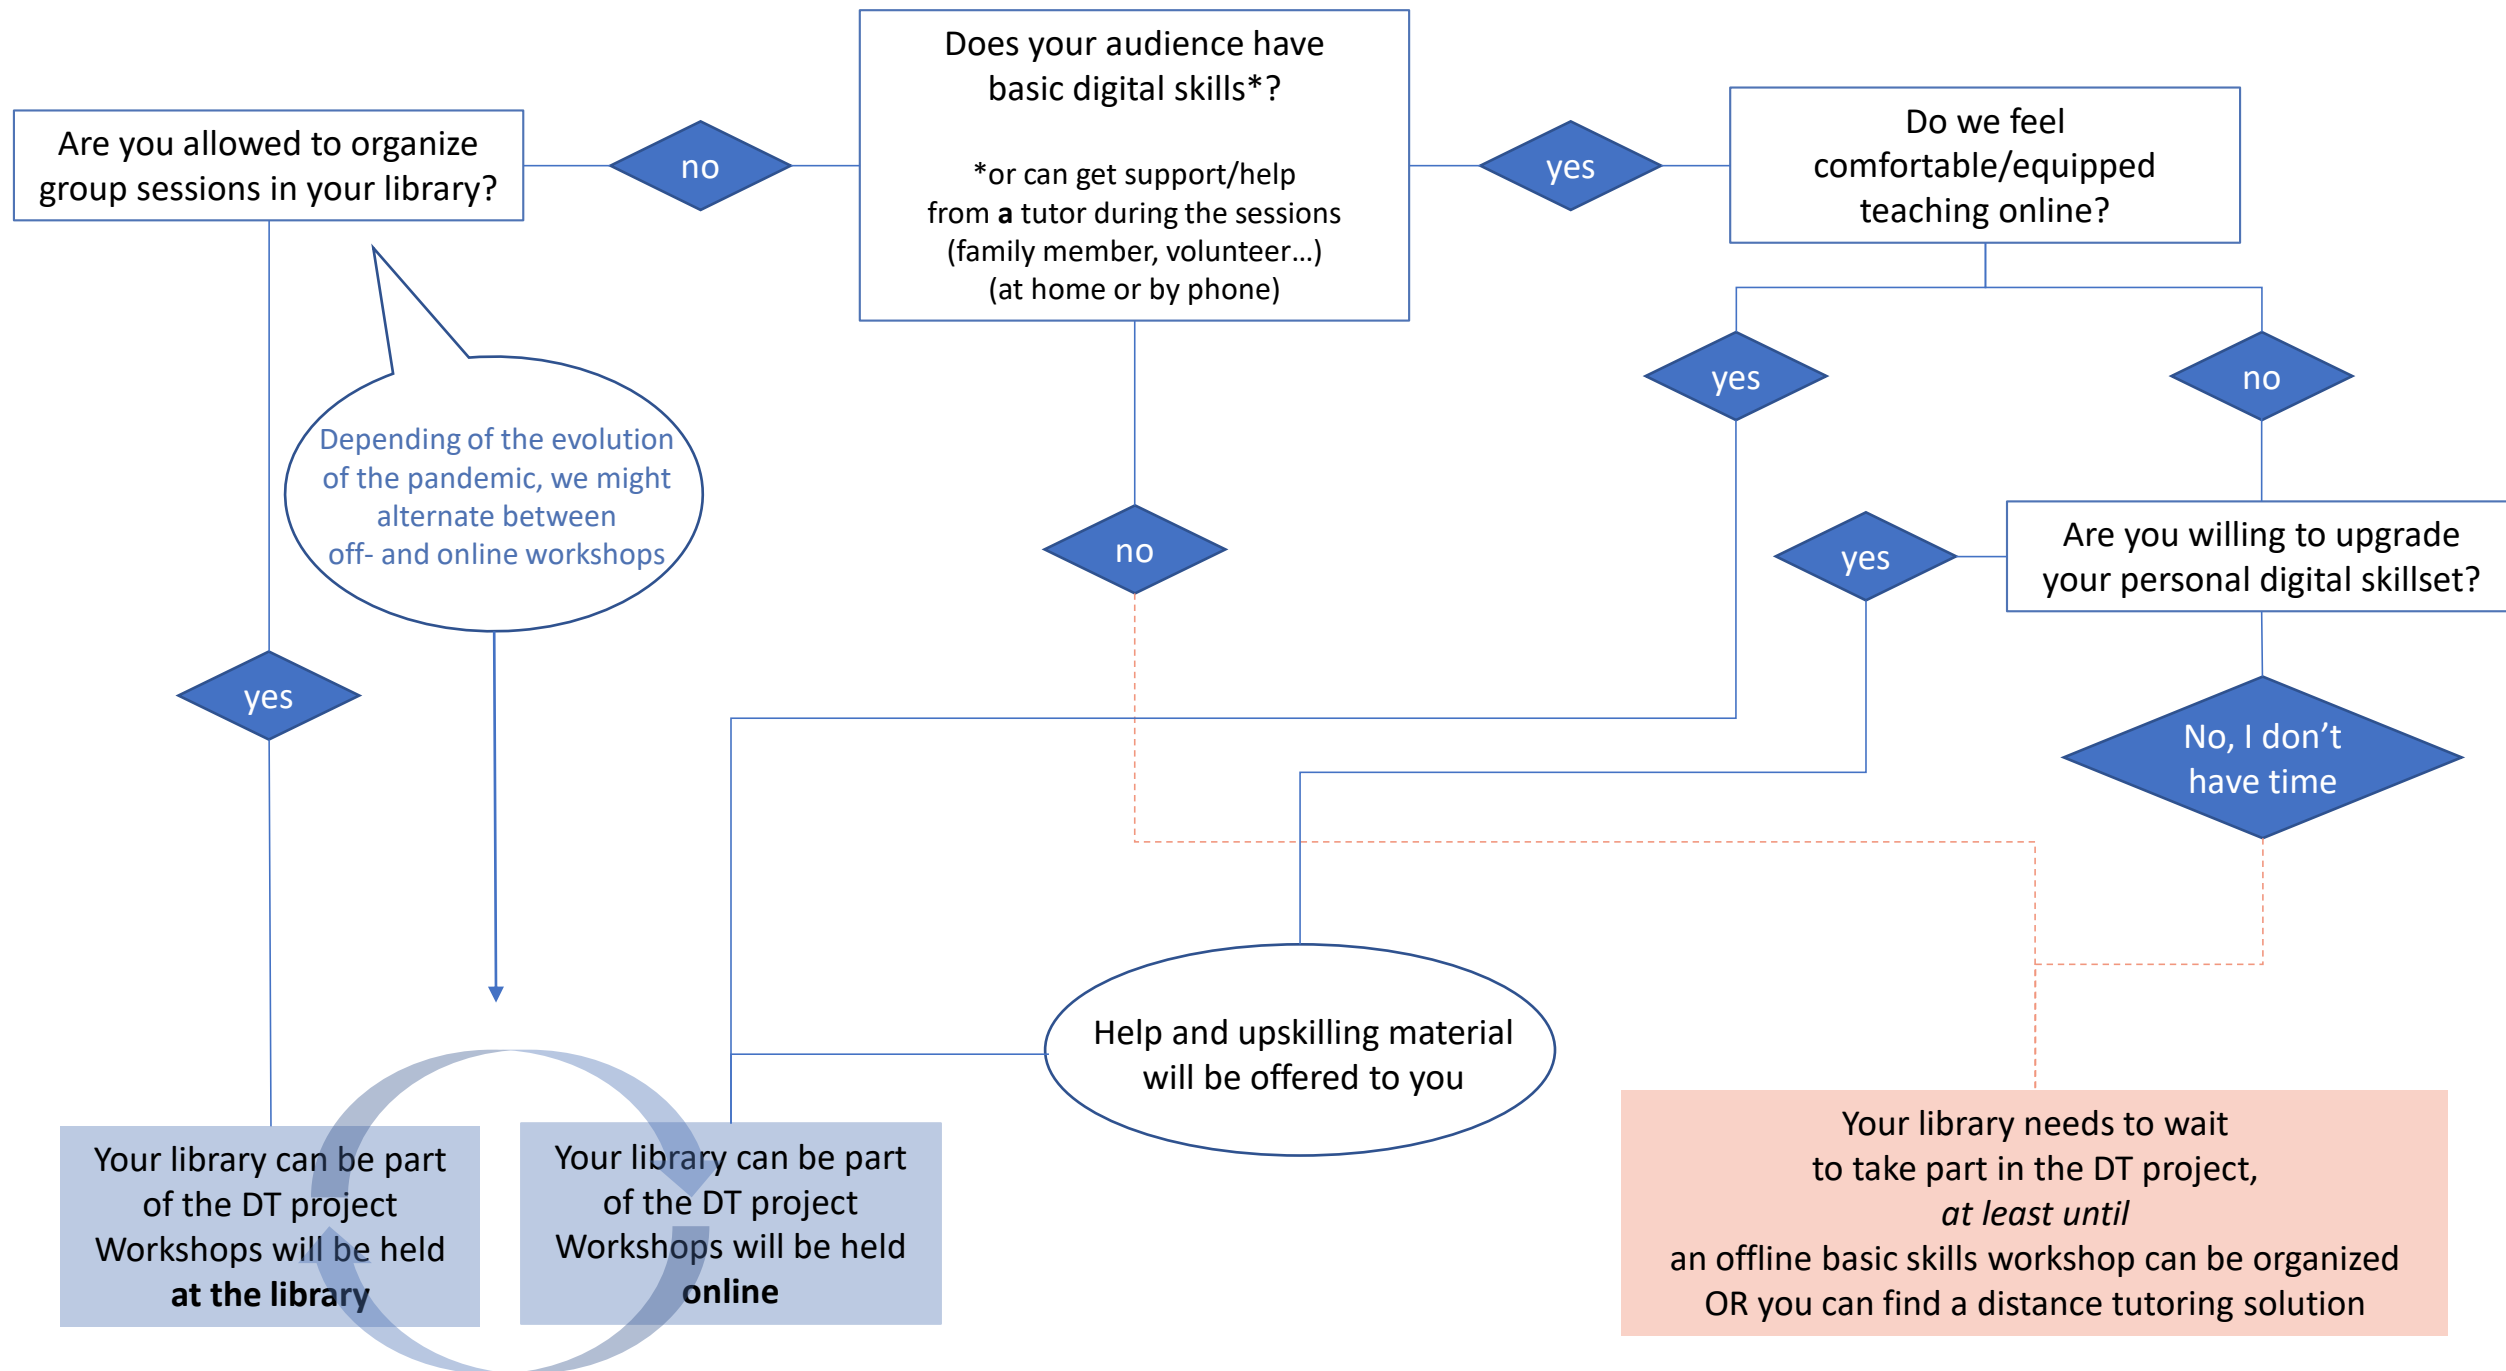 Are you allowed to organize
group sessions in your library?
no
Does your audience have
basic digital skills*?
*or can get support/help
from a tutor during the sessions
(family member, volunteer…)
(at home or by phone)
yes
Do we feel
comfortable/equipped
teaching online?
yes
no
Depending of the evolution
of the pandemic, we might
alternate between
off- and online workshops
no
yes
Are you willing to upgrade
your personal digital skillset?
yes
No, I don’t
have time
Help and upskilling material
will be offered to you
Your library can be part
of the DT project
Workshops will be held
at the library
Your library can be part
of the DT project
Workshops will be held
online
Your library needs to wait
to take part in the DT project,
at least until
an offline basic skills workshop can be organized
OR you can find a distance tutoring solution